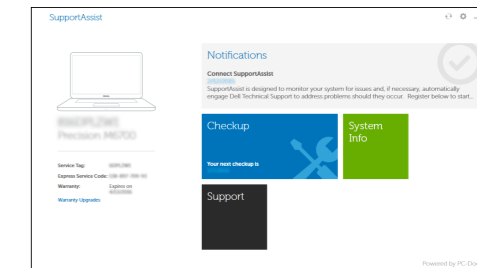 SupportAssist
Notifications
Connect SupportAssist
SupportAssist is designed to monitor your system for issues and, if necessary, automatically
engage Dell Technical Support to address problems should they occur. Register below to start...
Precision M6700
Checkup
Your next checkup is
System
Info
Service Tag:
Express Service Code:
Warranty: Expires on
Warranty Upgrades
Support
Powered by PC-Doc